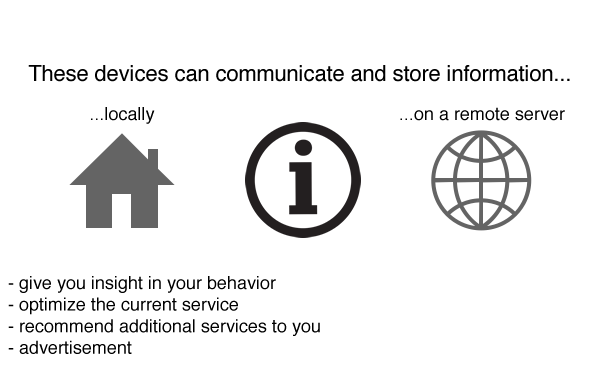 These devices can communicate and store information...
...locally
...on a remote server
i
- give you insight in your behavior
- optimize the current service
- recommend additional services to you
- advertisement